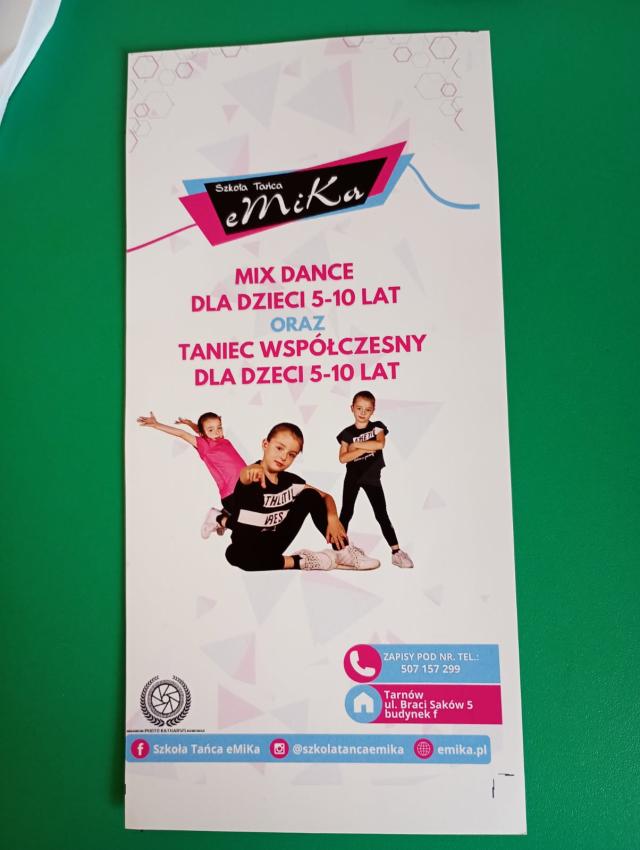 Szkoła Tańca
eMiKa
MIX DANCE
DLA DZIECI 5-10 LAT
ORAZ
TANIEC WSPÓŁCZESNY
DLA DZECI 5-10 LAT
ZAPISY POD NR. TEL.:
507 157 299
Tarnów
ul. Braci Saków 5
budynek f
Szkoła Tańca eMiKa @szkolatancaemika emika.pl